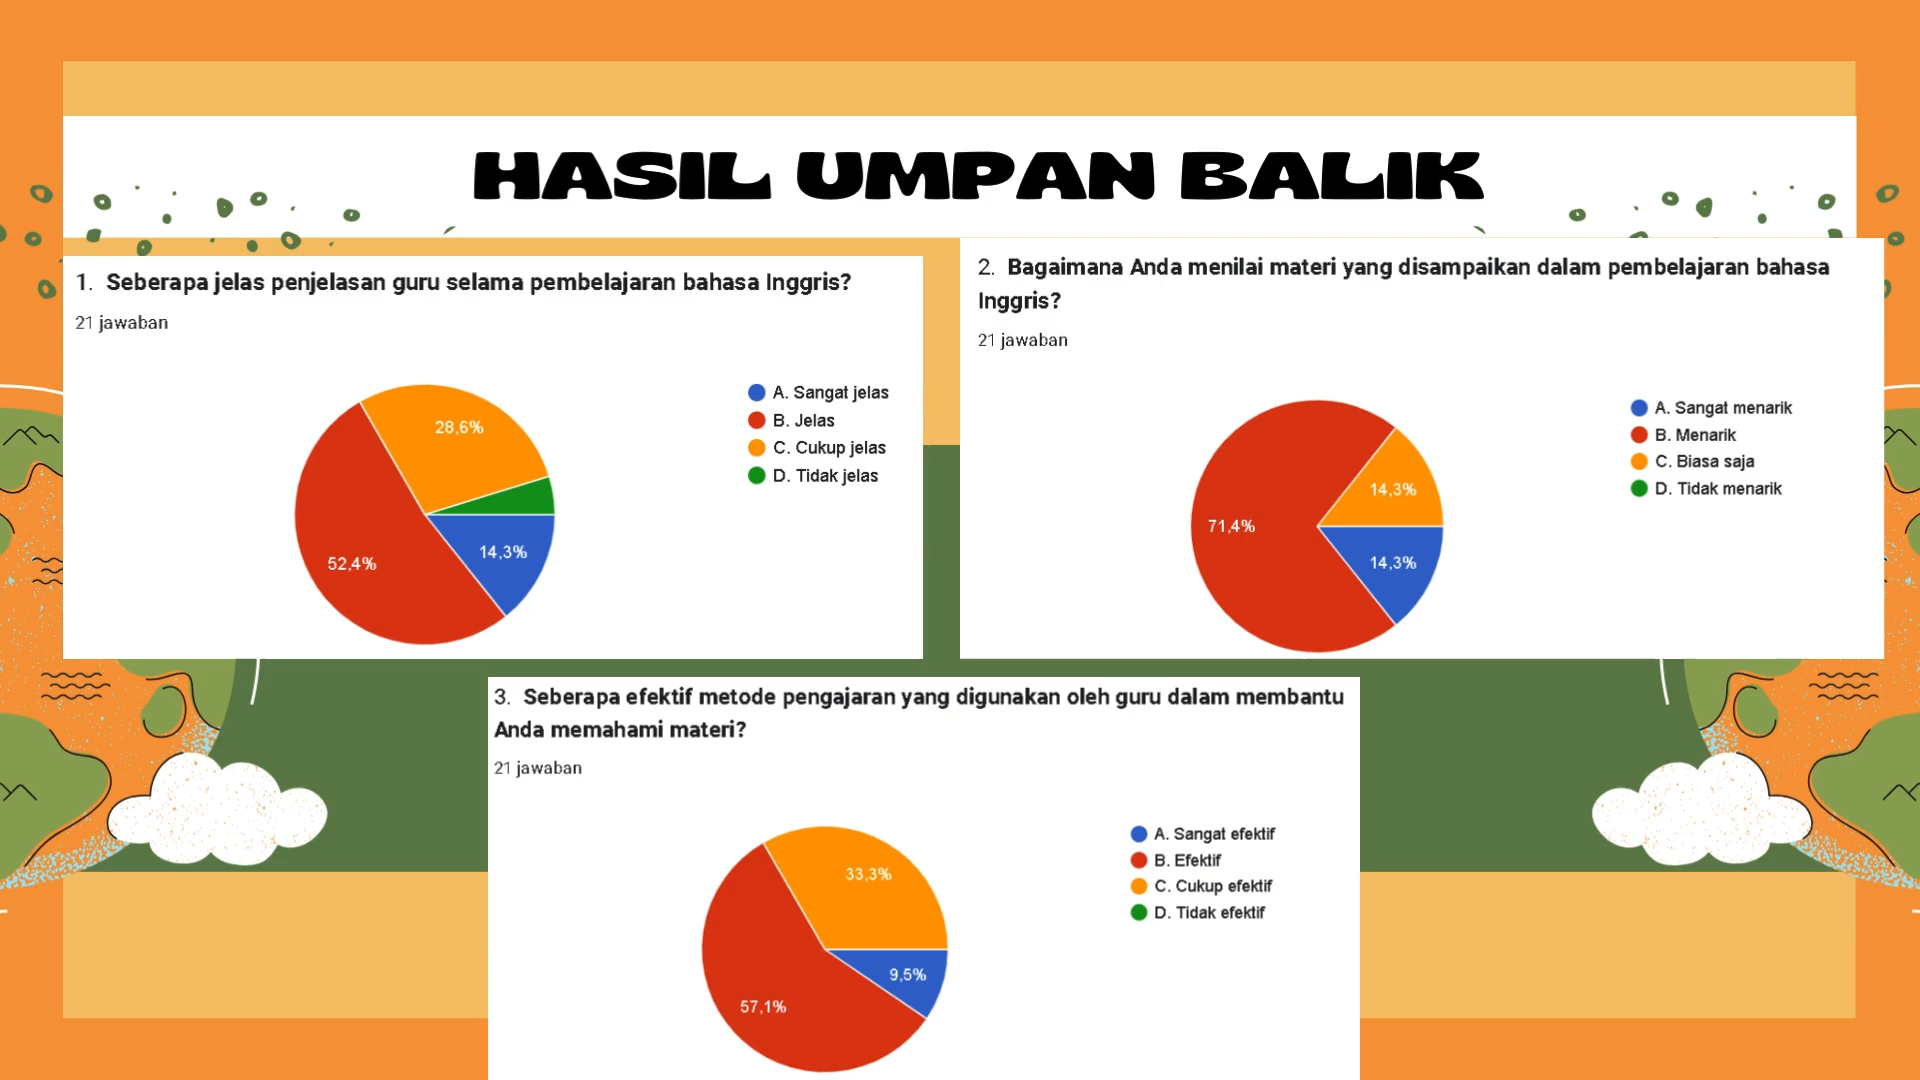 HASIL UMPAN BALIK
1. Seberapa jelas penjelasan guru selama pembelajaran bahasa Inggris?
21 jawaban
28,6%
14,3%
52,4%
A. Sangat jelas
B. Jelas
C. Cukup jelas
D. Tidak jelas
2. Bagaimana Anda menilai materi yang disampaikan dalam pembelajaran bahasa
Inggris?
21 jawaban
14,3%
71,4%
14,3%
A. Sangat menarik
B. Menarik
C. Biasa saja
D. Tidak menarik
3. Seberapa efektif metode pengajaran yang digunakan oleh guru dalam membantu
Anda memahami materi?
21 jawaban
33,3%
9,5%
57,1%
A. Sangat efektif
B. Efektif
C. Cukup efektif
D. Tidak efektif